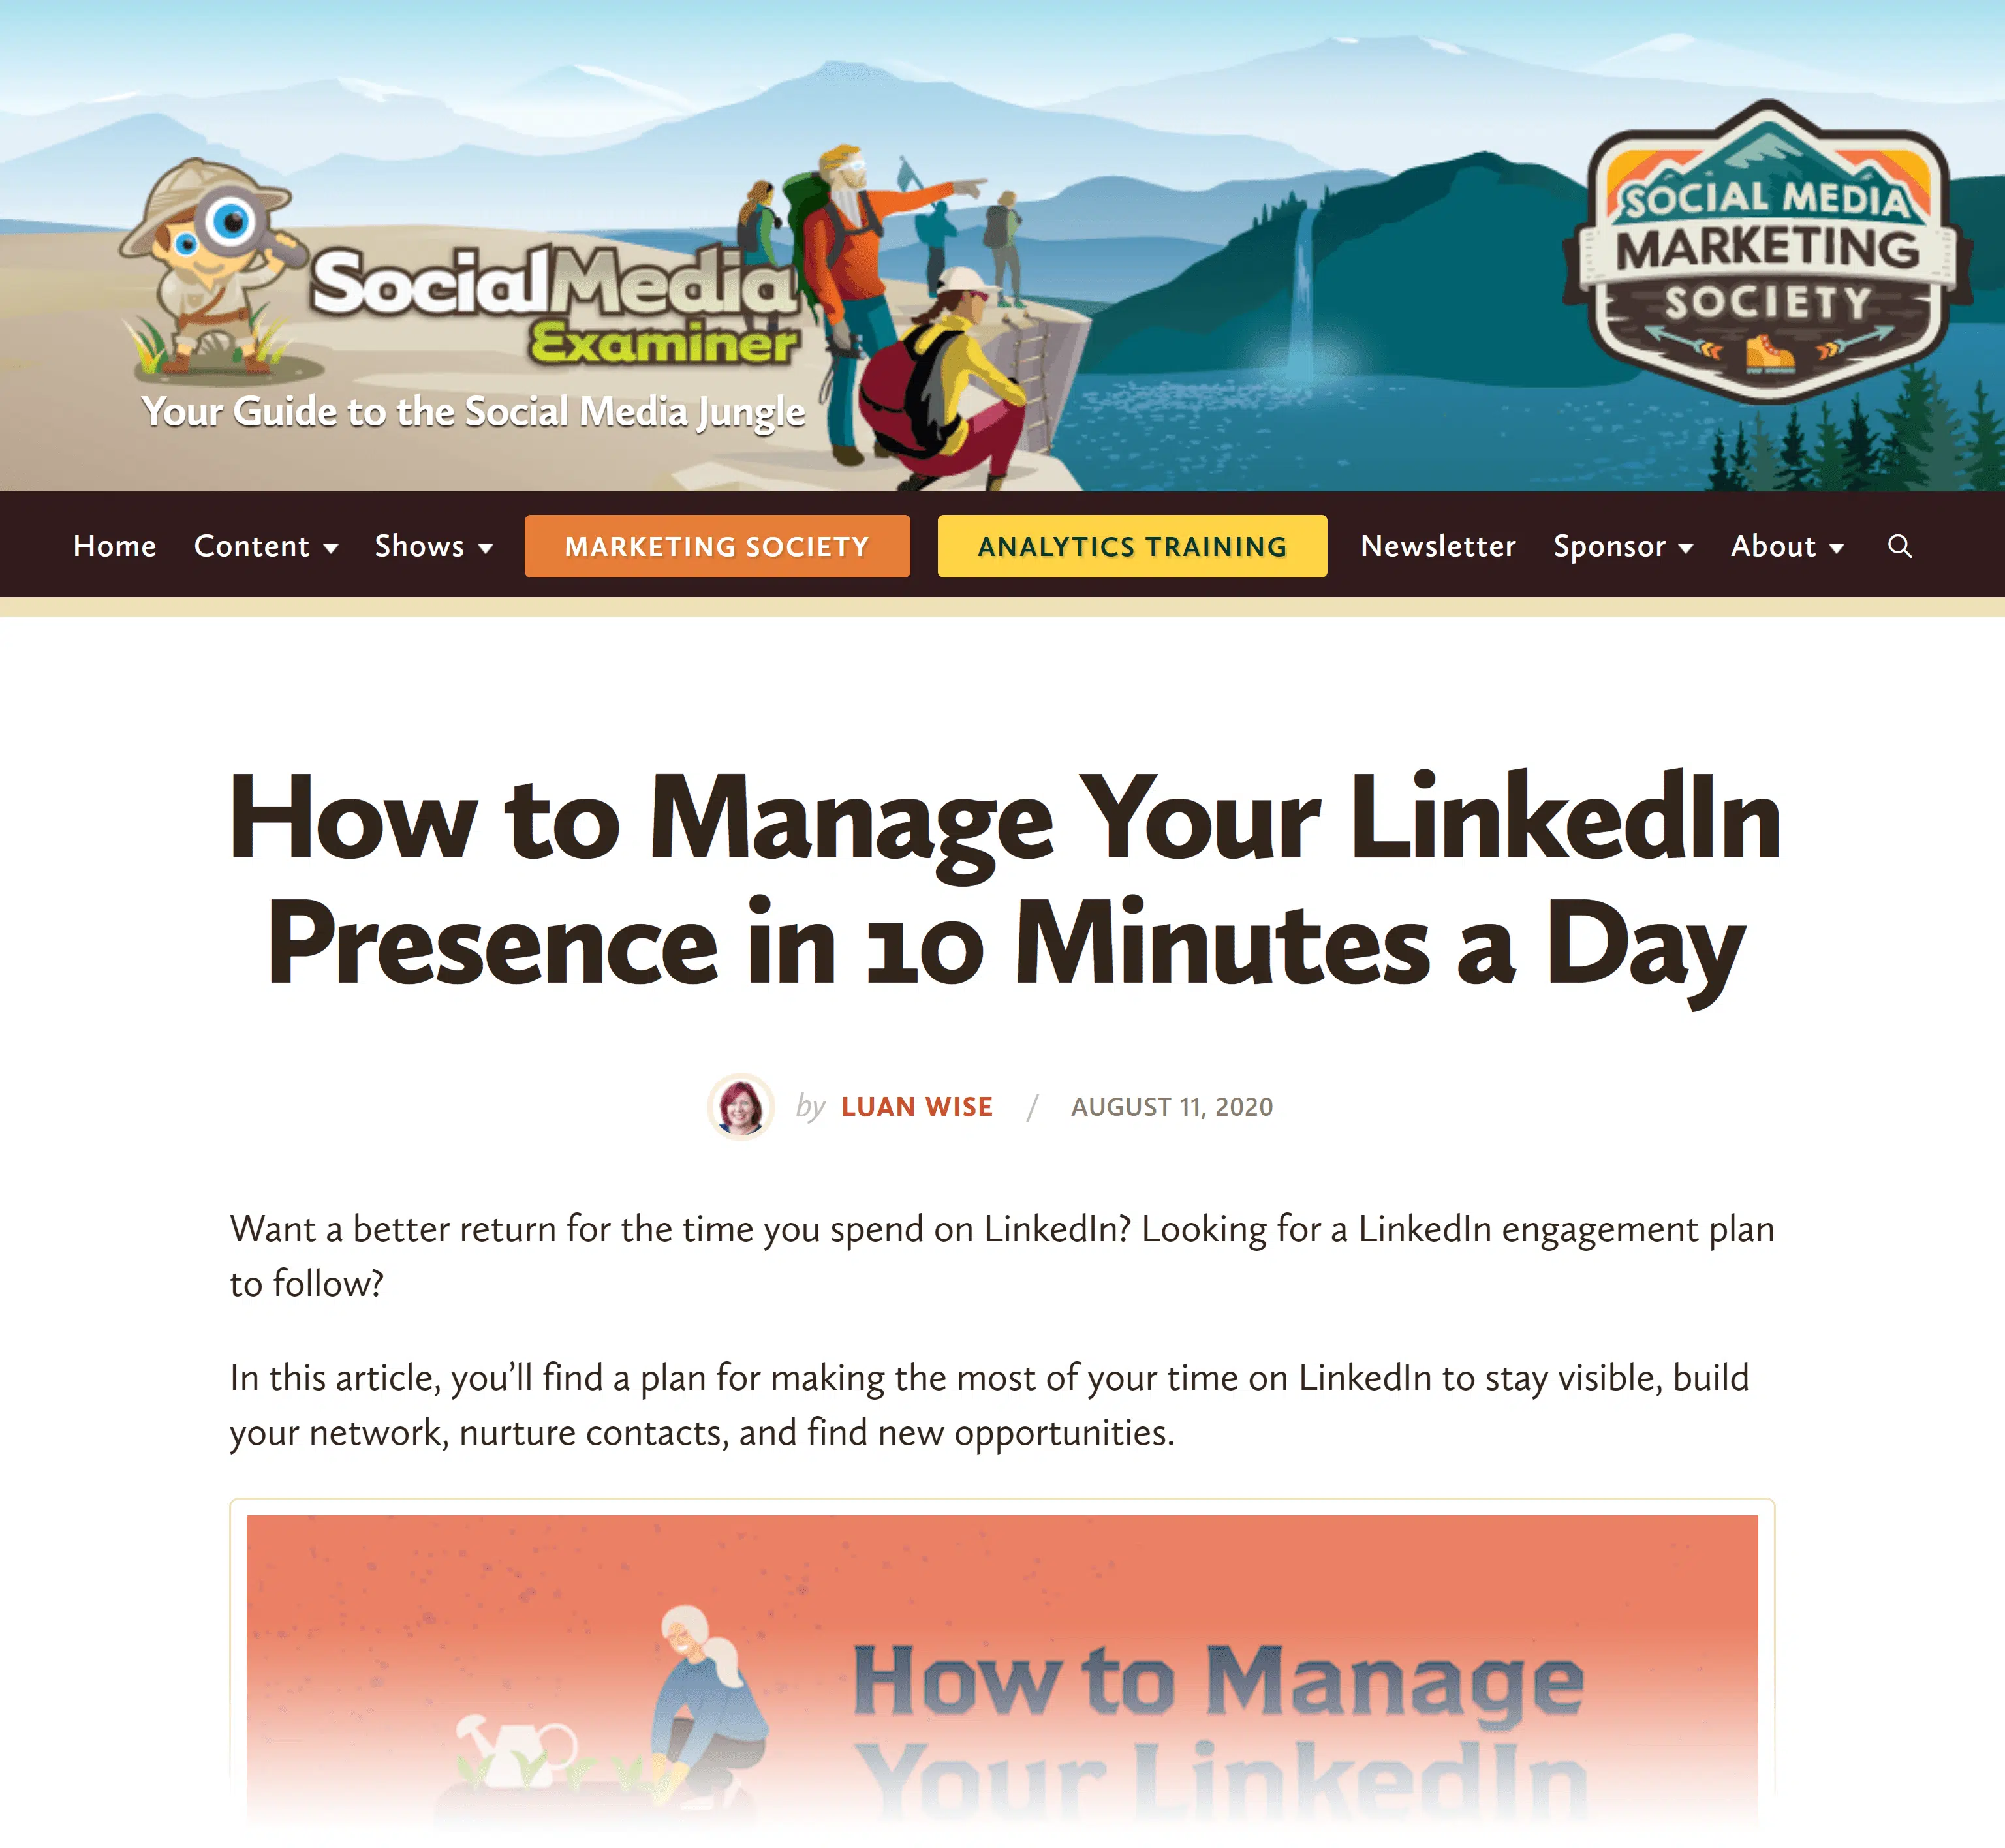 SocialMedia
Examiner
Your Guide to the Social Media Jungle
SOCIAL MEDIA
MARKETING
SOCIETY
Home Content Shows MARKETING SOCIETY ANALYTICS TRAINING Newsletter Sponsor About
How to Manage Your LinkedIn
Presence in 10 Minutes a Day
by LUAN WISE / AUGUST 11, 2020
Want a better return for the time you spend on LinkedIn? Looking for a LinkedIn engagement plan
to follow?
In this article, you’ll find a plan for making the most of your time on LinkedIn to stay visible, build
your network, nurture contacts, and find new opportunities.
How to Manage
Your LinkedIn